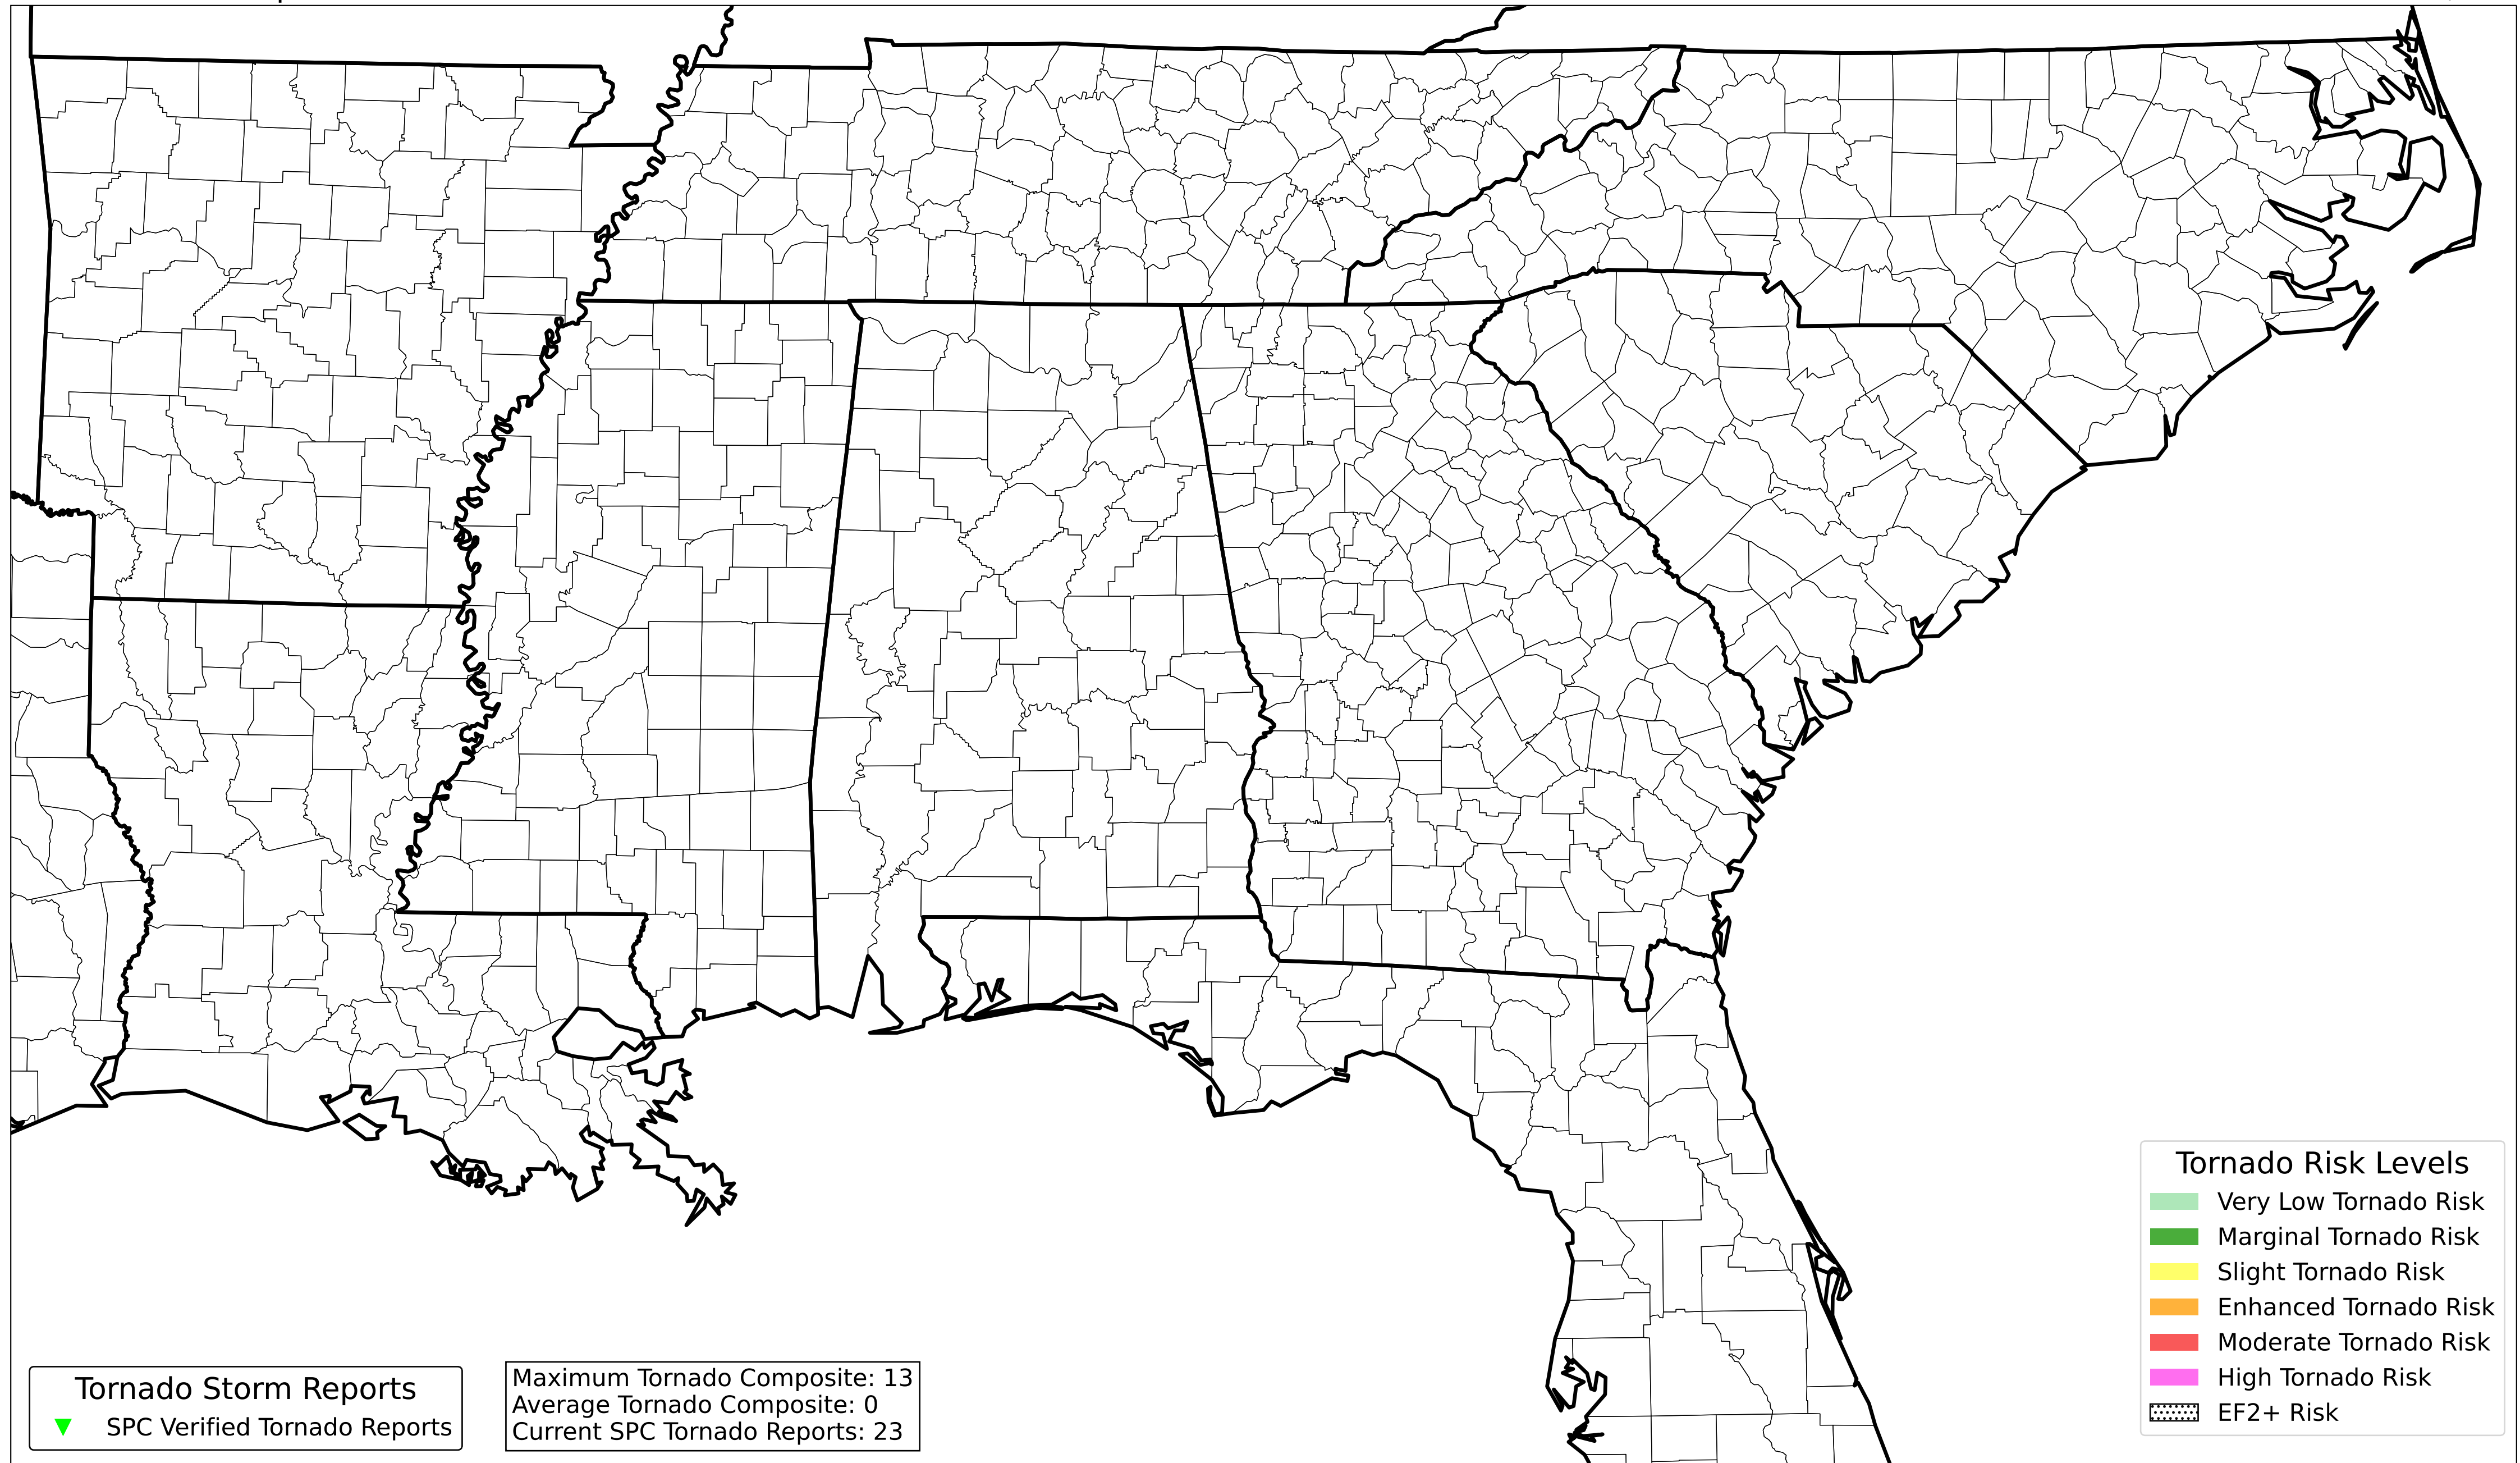 Tornado Risk Levels
Very Low Tornado Risk
Marginal Tornado Risk
Slight Tornado Risk
Enhanced Tornado Risk
Moderate Tornado Risk
High Tornado Risk
EF2+ Risk
Tornado Storm Reports
SPC Verified Tornado Reports
Maximum Tornado Composite: 13
Average Tornado Composite: 0
Current SPC Tornado Reports: 23